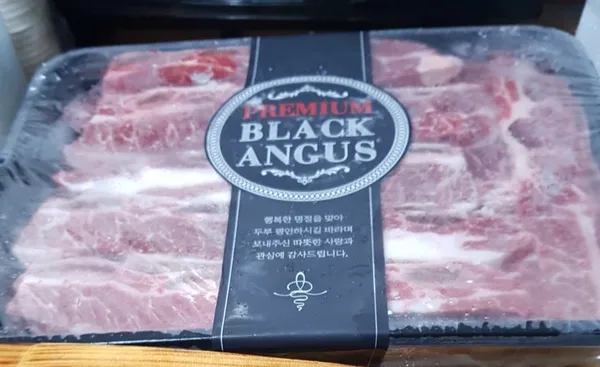 PREMIUM
BLACK
ANGUS
행복한 명절을 맞아
두루 평안하시길 바라며
보내주신 따뜻한 사랑과
관심에 감사드립니다.